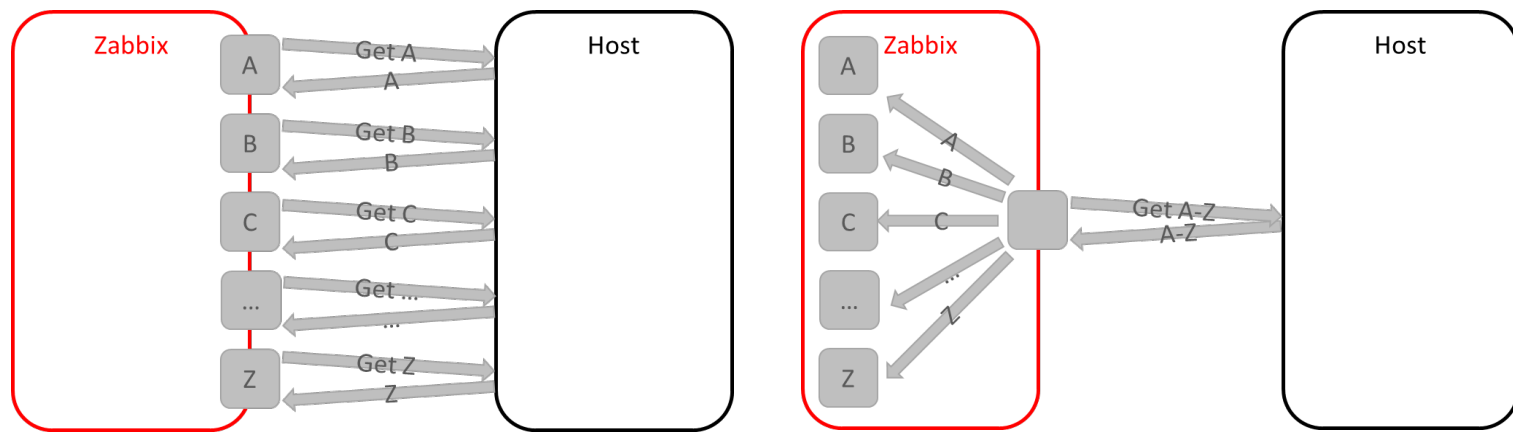 Zabbix
Host
A
Get A
A
B
Get B
B
C
Get C
C
...
Get ...
...
Z
Get Z
Z
Zabbix
Host
A
A
B
B
C
C
Get A-Z
A-Z
...
...
Z
Z